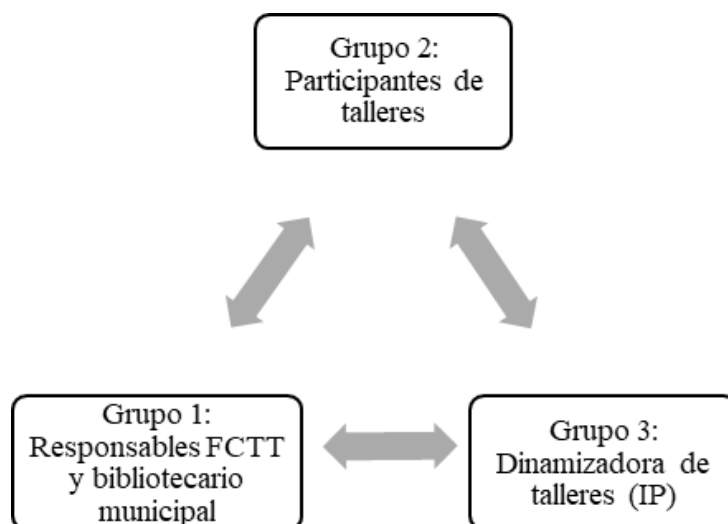 Grupo 2:
Participantes de
talleres
Grupo 1:
Responsables FCTT
y bibliotecario
municipal
Grupo 3:
Dinamizadora de
talleres (IP)